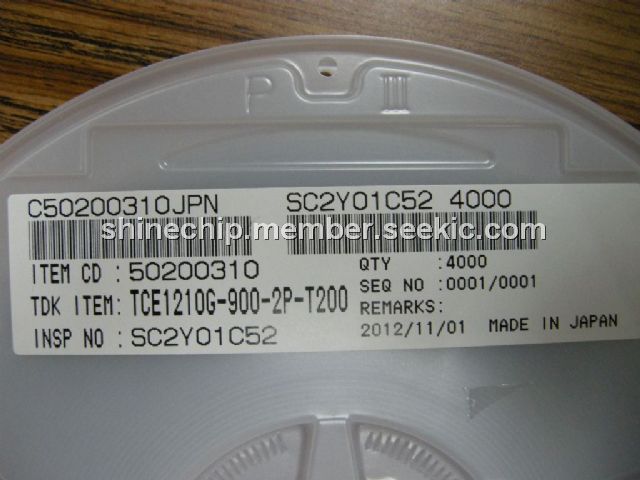 P III
C50200310JPN SC2Y01C52 4000
shinechip.member.seekic.com
ITEM CD : 50200310 QTY :4000
TDK ITEM: TCE1210G-900-2P-T200 SEQ NO :0001/0001
REMARKS:
INSP NO : SC2Y01C52 2012/11/01 MADE IN JAPAN